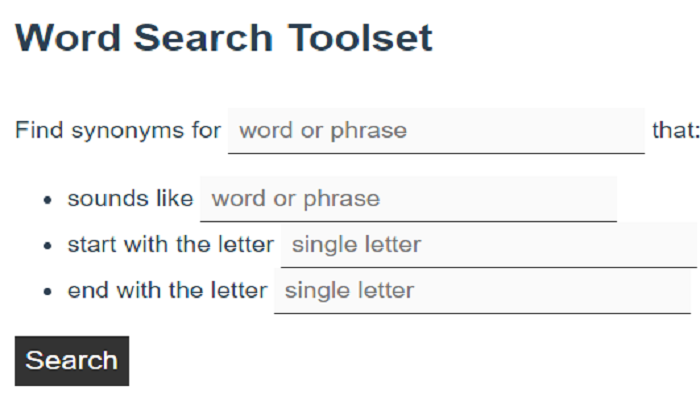 Word Search Toolset
Find synonyms for word or phrase that:
• sounds like word or phrase
• start with the letter single letter
• end with the letter single letter
Search